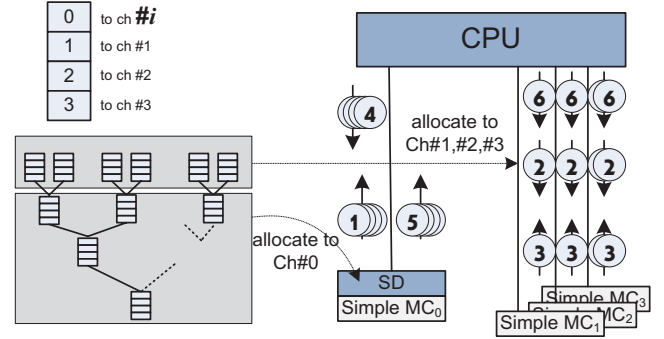 0 to ch #i
1 to ch #1
2 to ch #2
3 to ch #3
CPU
4
6 6 6
allocate to
Ch#1,#2,#3
2 2 2
1 5
allocate to
Ch#0
3 3 3
SD
Simple MC0
Simple MC3
Simple MC2
Simple MC1